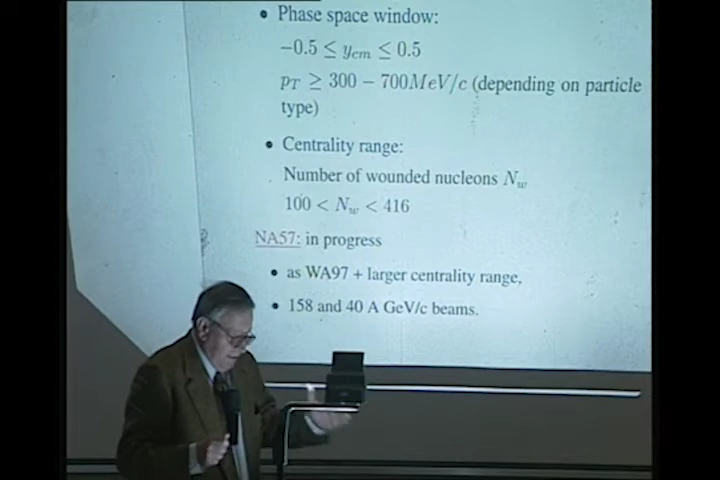 • Phase space window:
−0.5 ≤ y_cm ≤ 0.5
p_T ≥ 300 − 700MeV/c (depending on particle
type)
• Centrality range:
Number of wounded nucleons N_w
100 < N_w < 416
NA57: in progress
• as WA97 + larger centrality range,
• 158 and 40 A GeV/c beams.